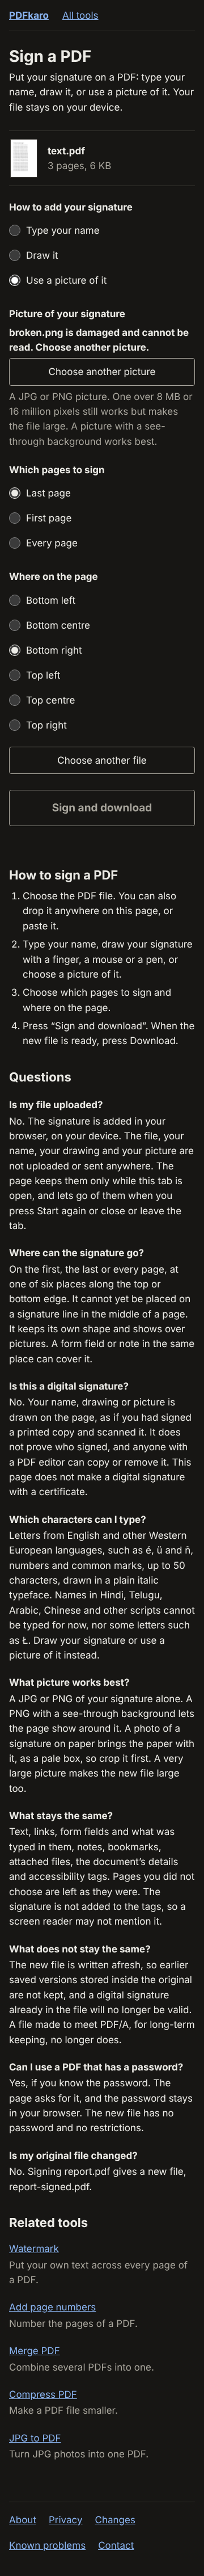 PDFkaro All tools
Sign a PDF
Put your signature on a PDF: type your
name, draw it, or use a picture of it. Your
file stays on your device.
text.pdf
3 pages, 6 KB
How to add your signature
Type your name
Draw it
Use a picture of it
Picture of your signature
broken.png is damaged and cannot be
read. Choose another picture.
Choose another picture
A JPG or PNG picture. One over 8 MB or
16 million pixels still works but makes
the file large. A picture with a see-
through background works best.
Which pages to sign
Last page
First page
Every page
Where on the page
Bottom left
Bottom centre
Bottom right
Top left
Top centre
Top right
Choose another file
Sign and download
How to sign a PDF
1. Choose the PDF file. You can also
drop it anywhere on this page, or
paste it.
2. Type your name, draw your signature
with a finger, a mouse or a pen, or
choose a picture of it.
3. Choose which pages to sign and
where on the page.
4. Press “Sign and download”. When the
new file is ready, press Download.
Questions
Is my file uploaded?
No. The signature is added in your
browser, on your device. The file, your
name, your drawing and your picture are
not uploaded or sent anywhere. The
page keeps them only while this tab is
open, and lets go of them when you
press Start again or close or leave the
tab.
Where can the signature go?
On the first, the last or every page, at
one of six places along the top or
bottom edge. It cannot yet be placed on
a signature line in the middle of a page.
It keeps its own shape and shows over
pictures. A form field or note in the same
place can cover it.
Is this a digital signature?
No. Your name, drawing or picture is
drawn on the page, as if you had signed
a printed copy and scanned it. It does
not prove who signed, and anyone with
a PDF editor can copy or remove it. This
page does not make a digital signature
with a certificate.
Which characters can I type?
Letters from English and other Western
European languages, such as é, ü and ñ,
numbers and common marks, up to 50
characters, drawn in a plain italic
typeface. Names in Hindi, Telugu,
Arabic, Chinese and other scripts cannot
be typed for now, nor some letters such
as Ł. Draw your signature or use a
picture of it instead.
What picture works best?
A JPG or PNG of your signature alone. A
PNG with a see-through background lets
the page show around it. A photo of a
signature on paper brings the paper with
it, as a pale box, so crop it first. A very
large picture makes the new file large
too.
What stays the same?
Text, links, form fields and what was
typed in them, notes, bookmarks,
attached files, the document’s details
and accessibility tags. Pages you did not
choose are left as they were. The
signature is not added to the tags, so a
screen reader may not mention it.
What does not stay the same?
The new file is written afresh, so earlier
saved versions stored inside the original
are not kept, and a digital signature
already in the file will no longer be valid.
A file made to meet PDF/A, for long-term
keeping, no longer does.
Can I use a PDF that has a password?
Yes, if you know the password. The
page asks for it, and the password stays
in your browser. The new file has no
password and no restrictions.
Is my original file changed?
No. Signing report.pdf gives a new file,
report-signed.pdf.
Related tools
Watermark
Put your own text across every page of
a PDF.
Add page numbers
Number the pages of a PDF.
Merge PDF
Combine several PDFs into one.
Compress PDF
Make a PDF file smaller.
JPG to PDF
Turn JPG photos into one PDF.
About Privacy Changes
Known problems Contact